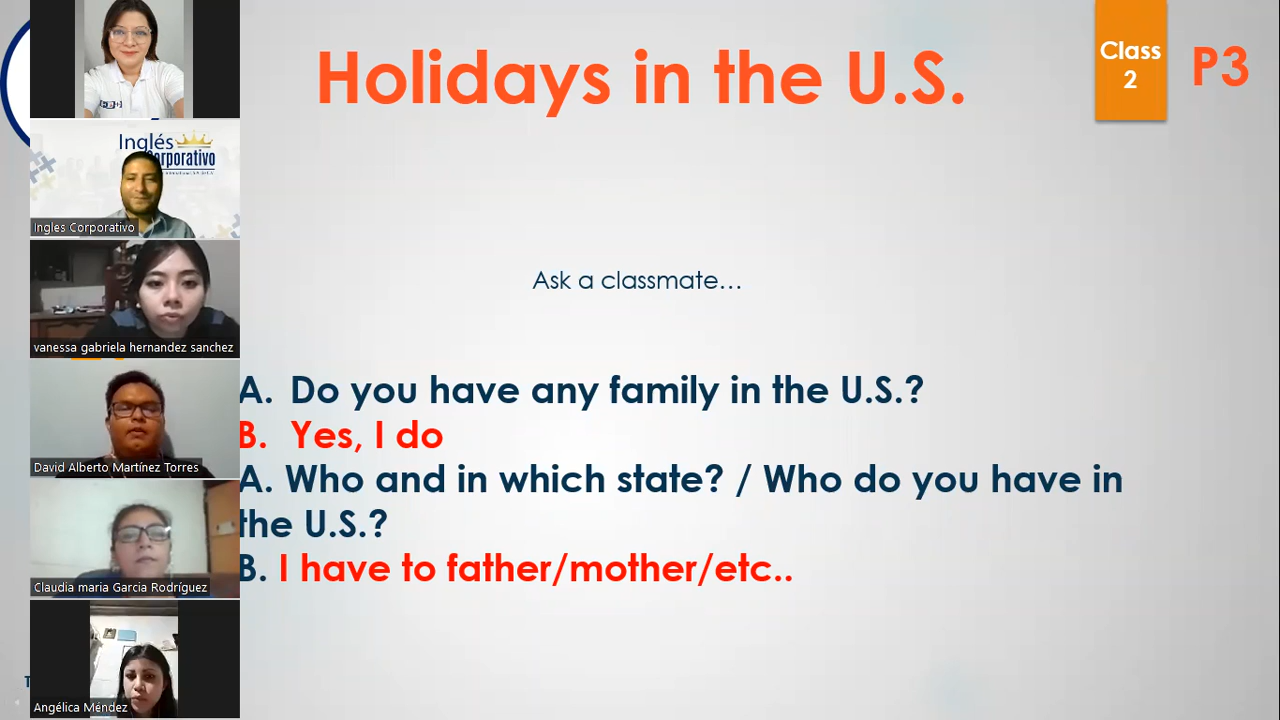 Holidays in the U.S.
Class
2
P3
Inglés
Corporativo
Ingles Corporativo
Ask a classmate...
vanessa gabriela hernandez sanchez
A. Do you have any family in the U.S.?
B. Yes, I do
David Alberto Martínez Torres
A. Who and in which state? / Who do you have in
the U.S.?
B. I have to father/mother/etc..
Claudia maria Garcia Rodríguez
Angélica Méndez